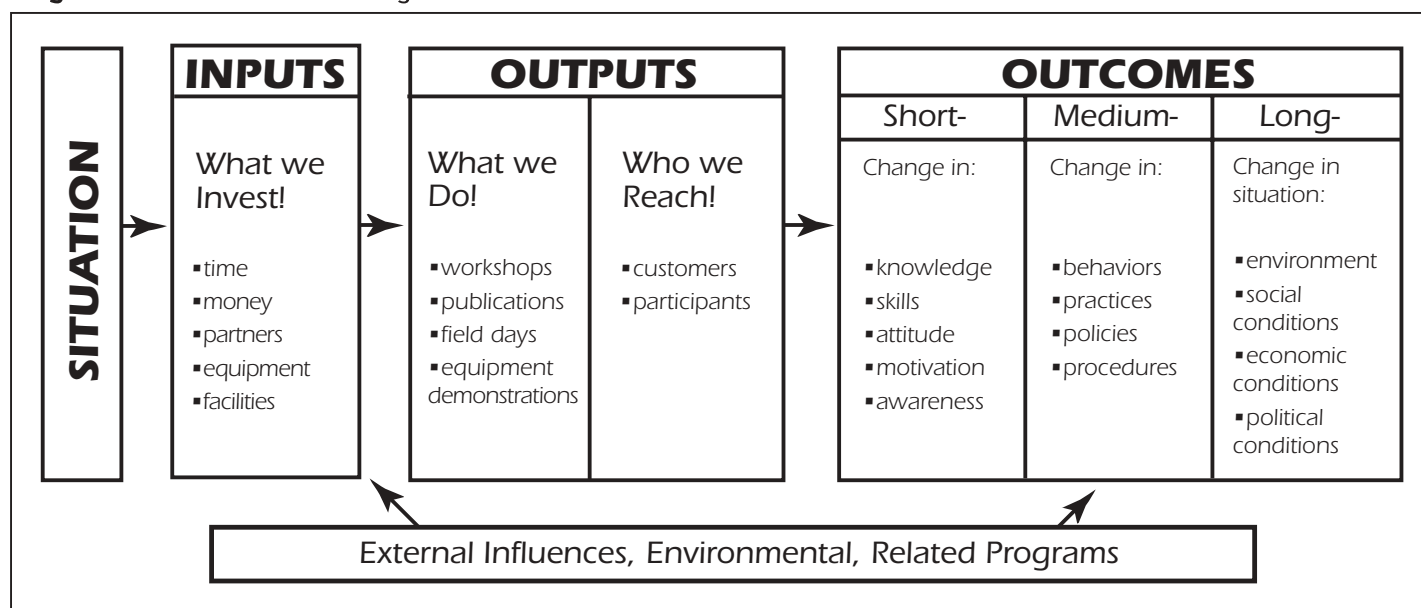 SITUATION
INPUTS
What we
Invest!
▪time
▪money
▪partners
▪equipment
▪facilities
OUTPUTS
What we
Do!
▪workshops
▪publications
▪field days
▪equipment
demonstrations
Who we
Reach!
▪customers
▪participants
OUTCOMES
Short-
Change in:
▪knowledge
▪skills
▪attitude
▪motivation
▪awareness
Medium-
Change in:
▪behaviors
▪practices
▪policies
▪procedures
Long-
Change in
situation:
▪environment
▪social
conditions
▪economic
conditions
▪political
conditions
External Influences, Environmental, Related Programs